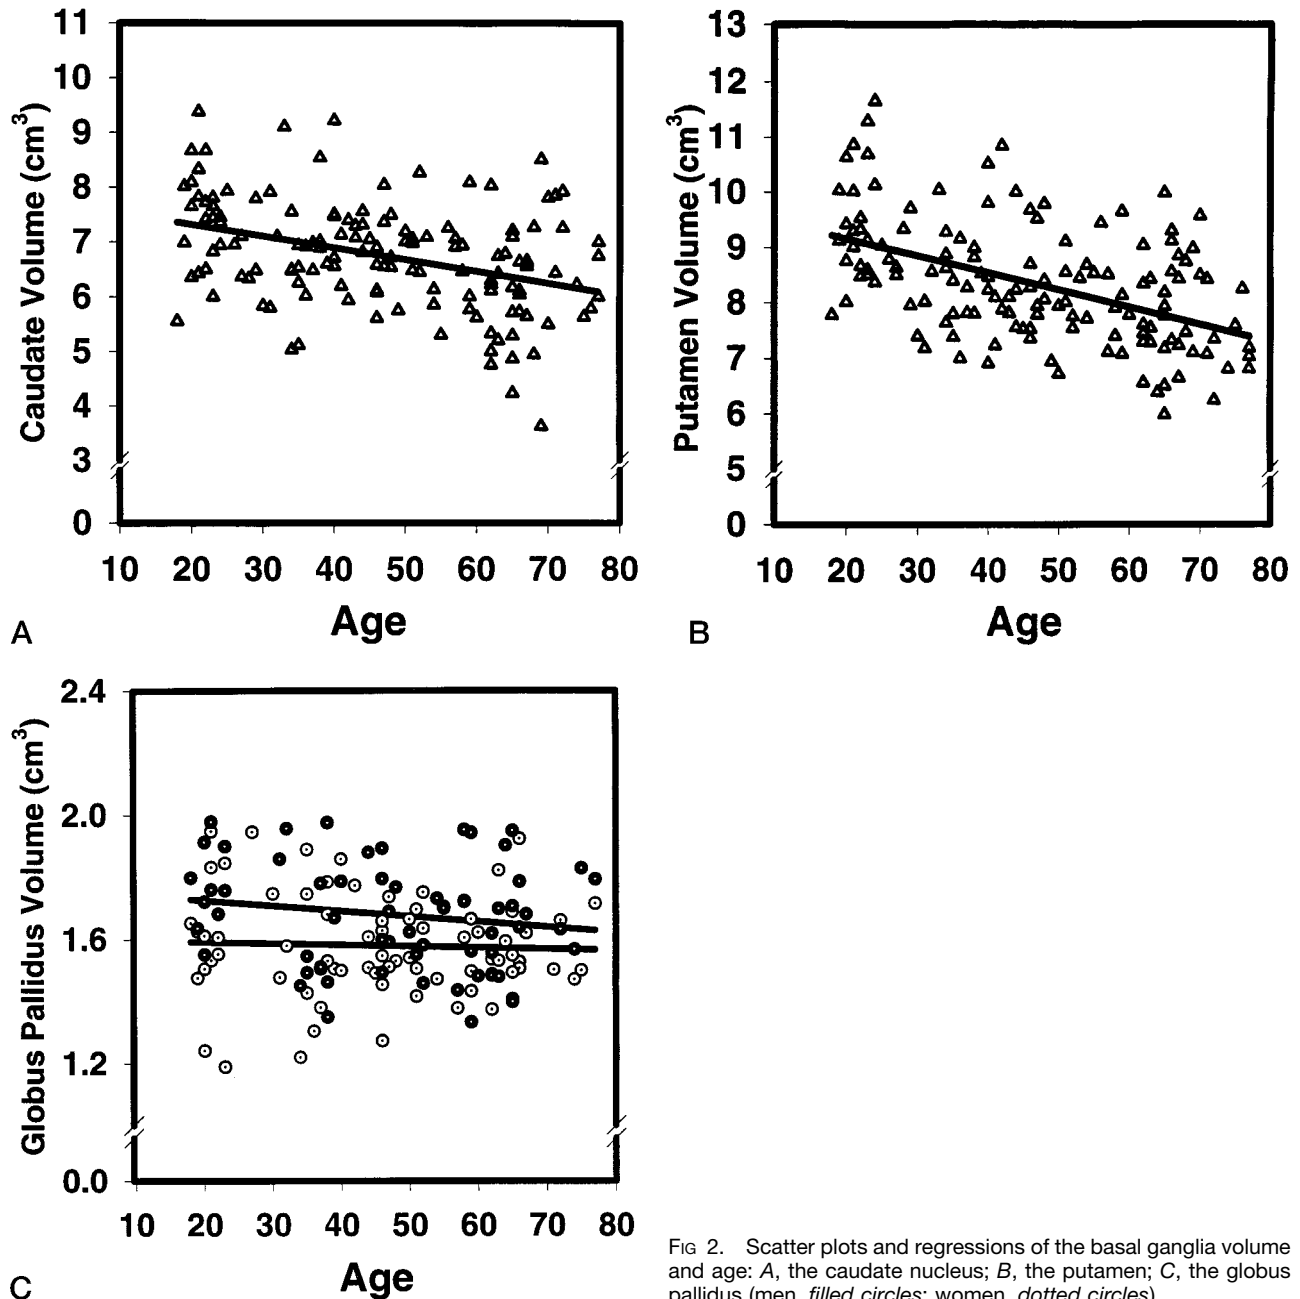 11
10
9
8
7
6
5
4
3
0
Caudate Volume (cm³)
10 20 30 40 50 60 70 80
Age
A
13
12
11
10
9
8
7
6
5
0
Putamen Volume (cm³)
10 20 30 40 50 60 70 80
Age
B
2.4
2.0
1.6
1.2
0.0
Globus Pallidus Volume (cm³)
10 20 30 40 50 60 70 80
Age
C
FIG 2. Scatter plots and regressions of the basal ganglia volume
and age: A, the caudate nucleus; B, the putamen; C, the globus
pallidus (men, filled circles; women, dotted circles)